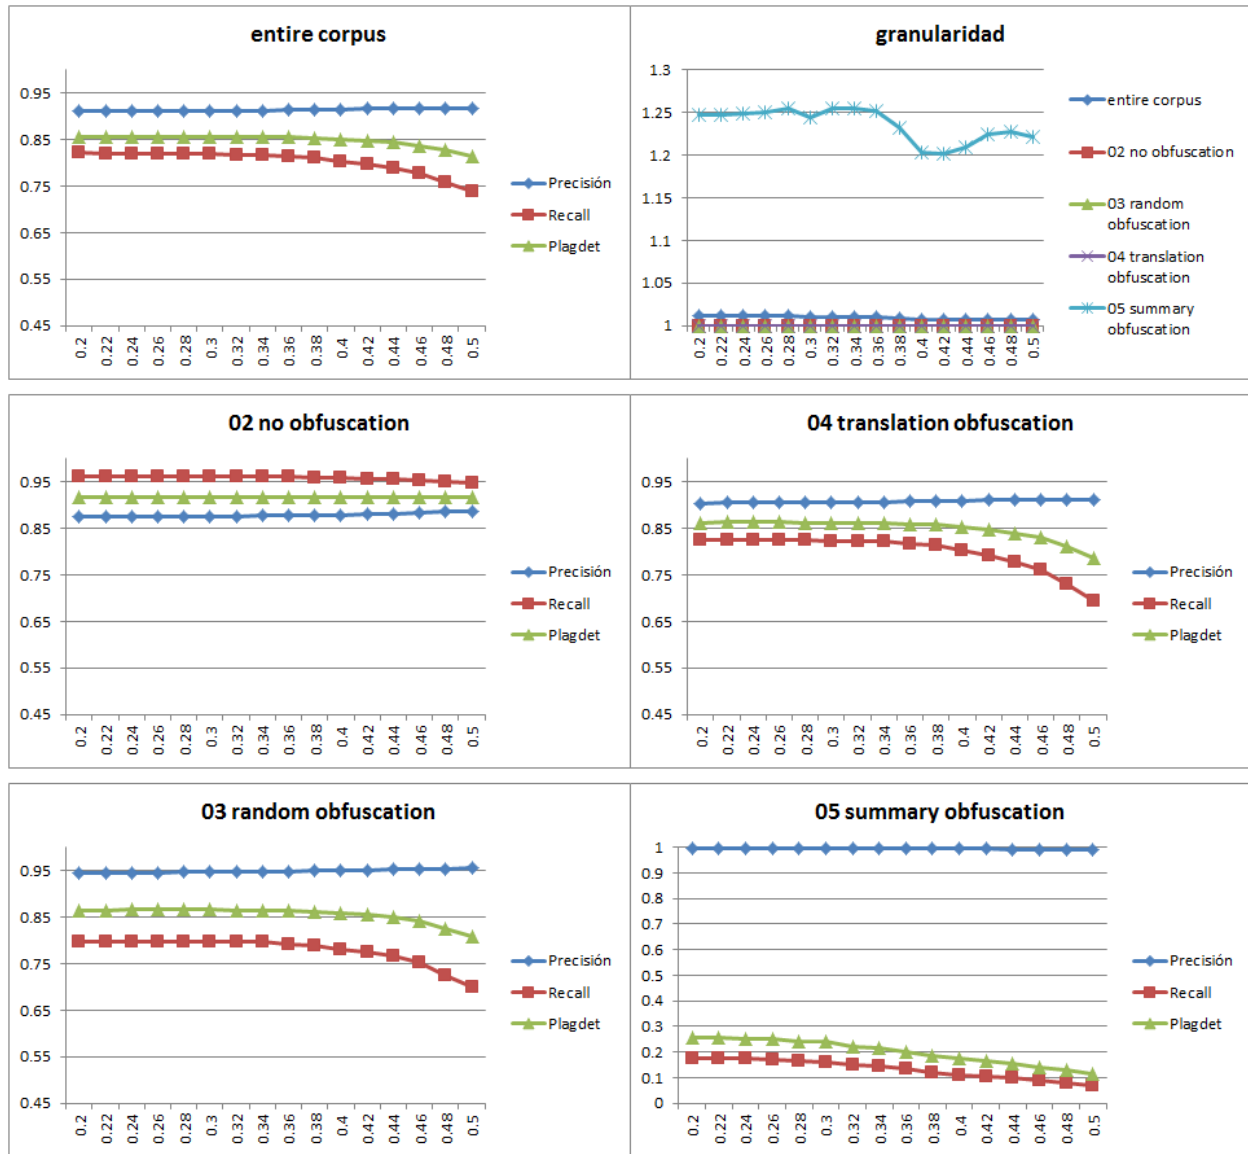 entire corpus
0.95
0.85
0.75
0.65
0.55
0.45
0.2 0.22 0.24 0.26 0.28 0.3 0.32 0.34 0.36 0.38 0.4 0.42 0.44 0.46 0.48 0.5
Precisión
Recall
Plagdet
granularidad
1.3
1.25
1.2
1.15
1.1
1.05
1
0.2 0.22 0.24 0.26 0.28 0.3 0.32 0.34 0.36 0.38 0.4 0.42 0.44 0.46 0.48 0.5
entire corpus
02 no obfuscation
03 random
obfuscation
04 translation
obfuscation
05 summary
obfuscation
02 no obfuscation
0.95
0.85
0.75
0.65
0.55
0.45
0.2 0.22 0.24 0.26 0.28 0.3 0.32 0.34 0.36 0.38 0.4 0.42 0.44 0.46 0.48 0.5
Precisión
Recall
Plagdet
04 translation obfuscation
0.95
0.85
0.75
0.65
0.55
0.45
0.2 0.22 0.24 0.26 0.28 0.3 0.32 0.34 0.36 0.38 0.4 0.42 0.44 0.46 0.48 0.5
Precisión
Recall
Plagdet
03 random obfuscation
0.95
0.85
0.75
0.65
0.55
0.45
0.2 0.22 0.24 0.26 0.28 0.3 0.32 0.34 0.36 0.38 0.4 0.42 0.44 0.46 0.48 0.5
Precisión
Recall
Plagdet
05 summary obfuscation
1
0.9
0.8
0.7
0.6
0.5
0.4
0.3
0.2
0.1
0
0.2 0.22 0.24 0.26 0.28 0.3 0.32 0.34 0.36 0.38 0.4 0.42 0.44 0.46 0.48 0.5
Precisión
Recall
Plagdet